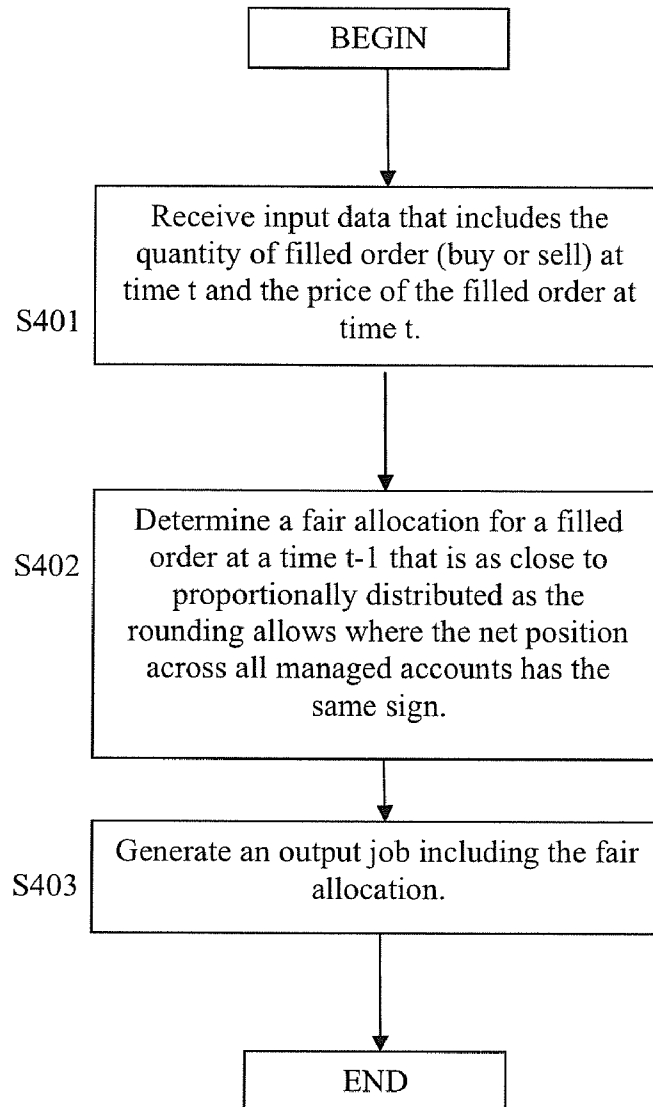 BEGIN
Receive input data that includes the
quantity of filled order (buy or sell) at
time t and the price of the filled order at
time t.
S401
Determine a fair allocation for a filled
order at a time t-1 that is as close to
proportionally distributed as the
rounding allows where the net position
across all managed accounts has the
same sign.
S402
Generate an output job including the fair
allocation.
S403
END